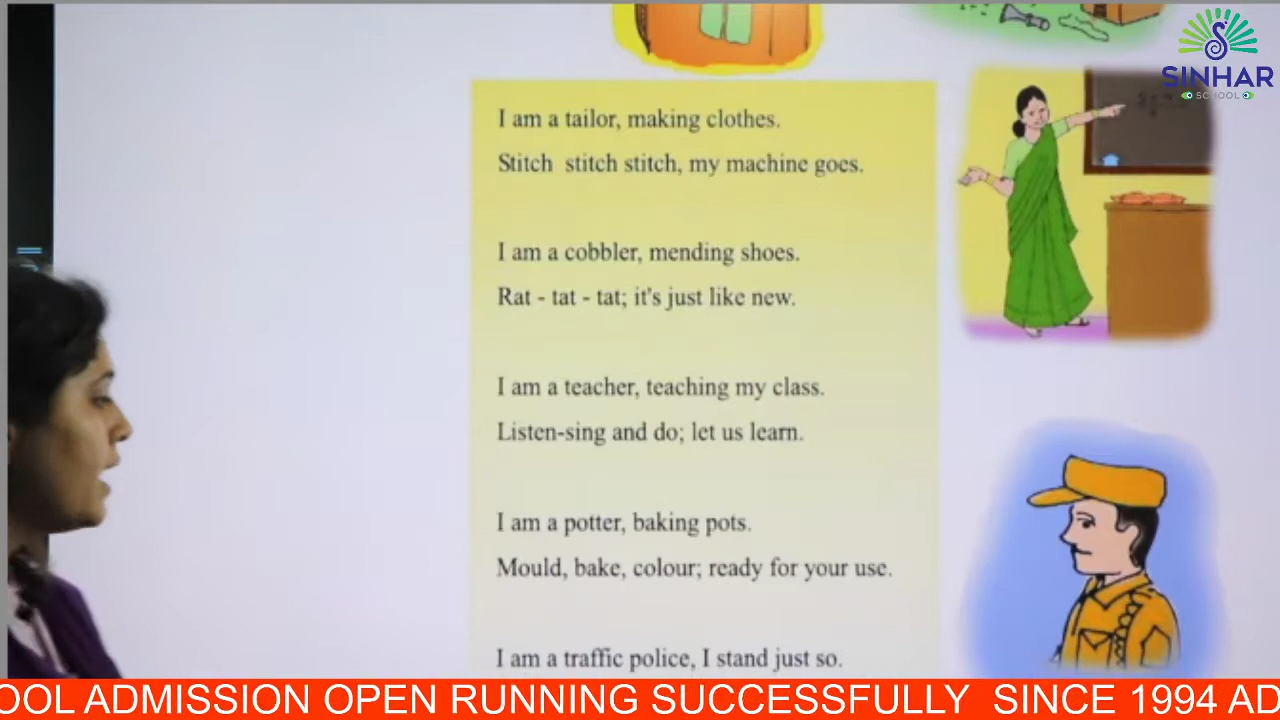 SINHAR
SCHOOL
I am a tailor, making clothes.
Stitch stitch stitch, my machine goes.
I am a cobbler, mending shoes.
Rat - tat - tat; it's just like new.
I am a teacher, teaching my class.
Listen-sing and do; let us learn.
I am a potter, baking pots.
Mould, bake, colour; ready for your use.
I am a traffic police, I stand just so.
OOL ADMISSION OPEN RUNNING SUCCESSFULLY SINCE 1994 AD